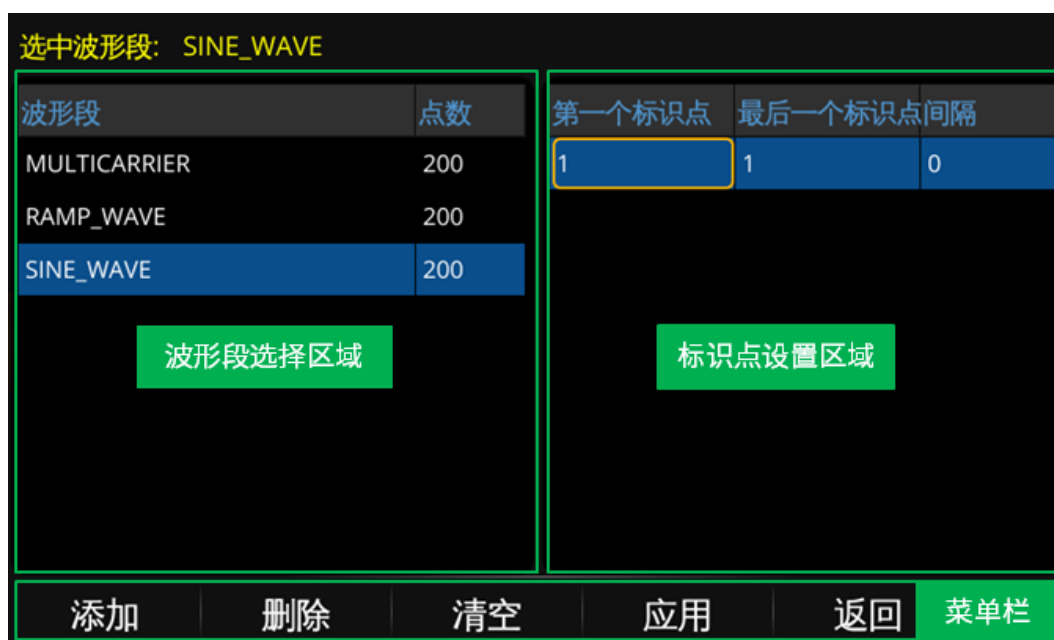 选中波形段: SINE_WAVE
波形段 点数
MULTICARRIER 200
RAMP_WAVE 200
SINE_WAVE 200
波形段选择区域
第一个标识点 最后一个标识点 间隔
1 1 0
标识点设置区域
添加 删除 清空 应用 返回 菜单栏